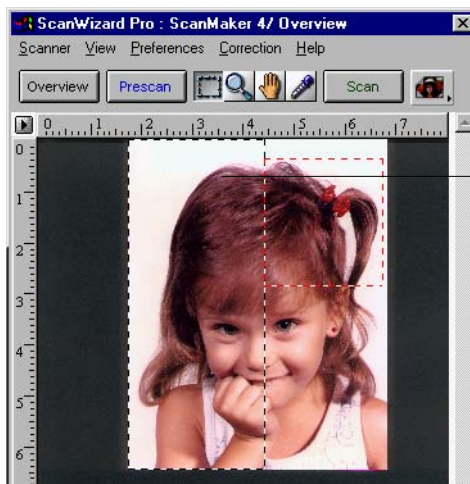 ScanWizard Pro : ScanMaker 4/ Overview
Scanner View Preferences Correction Help
Overview Prescan Scan
0 1 2 3 4 5 6 7
0
1
2
3
4
5
6